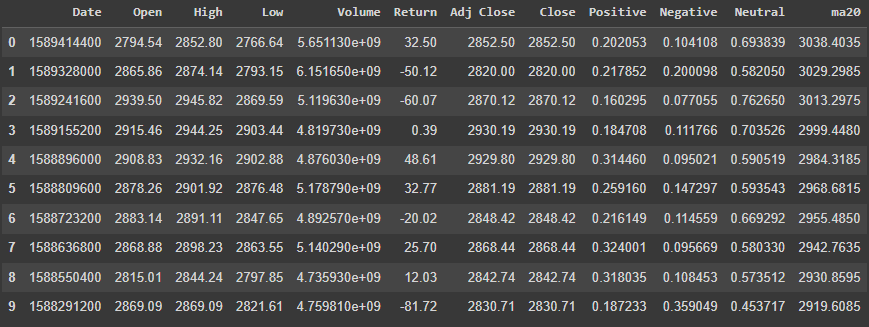 Date Open High Low Volume Return Adj Close Close Positive Negative Neutral ma20
0 1589414400 2794.54 2852.80 2766.64 5.651130e+09 32.50 2852.50 2852.50 0.202053 0.104108 0.693839 3038.4035
1 1589328000 2865.86 2874.14 2793.15 6.151650e+09 -50.12 2820.00 2820.00 0.217852 0.200098 0.582050 3029.2985
2 1589241600 2939.50 2945.82 2869.59 5.119630e+09 -60.07 2870.12 2870.12 0.160295 0.077055 0.762650 3013.2975
3 1589155200 2915.46 2944.25 2903.44 4.819730e+09 0.39 2930.19 2930.19 0.184708 0.111766 0.703526 2999.4480
4 1588896000 2908.83 2932.16 2902.88 4.876030e+09 48.61 2929.80 2929.80 0.314460 0.095021 0.590519 2984.3185
5 1588809600 2878.26 2901.92 2876.48 5.178790e+09 32.77 2881.19 2881.19 0.259160 0.147297 0.593543 2968.6815
6 1588723200 2883.14 2891.11 2847.65 4.892570e+09 -20.02 2848.42 2848.42 0.216149 0.114559 0.669292 2955.4850
7 1588636800 2868.88 2898.23 2863.55 5.140290e+09 25.70 2868.44 2868.44 0.324001 0.095669 0.580330 2942.7635
8 1588550400 2815.01 2844.24 2797.85 4.735930e+09 12.03 2842.74 2842.74 0.318035 0.108453 0.573512 2930.8595
9 1588291200 2869.09 2869.09 2821.61 4.759810e+09 -81.72 2830.71 2830.71 0.187233 0.359049 0.453717 2919.6085